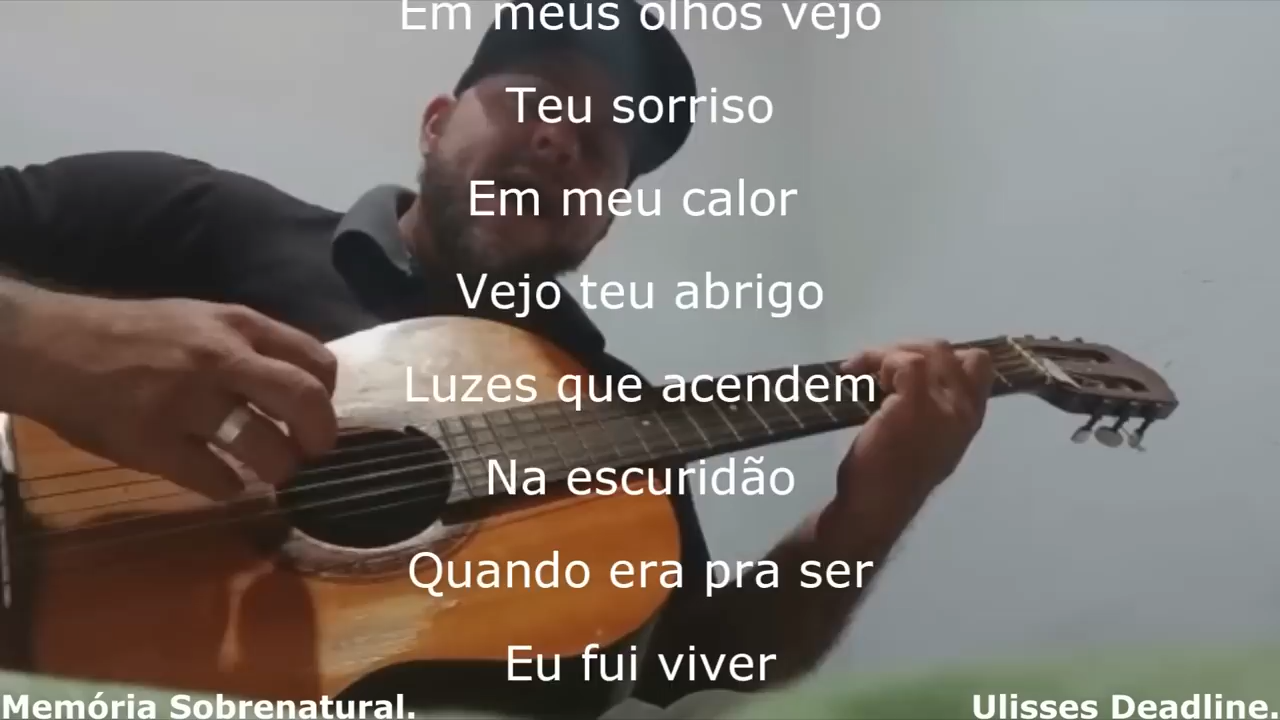 Em meus olhos vejo
Teu sorriso
Em meu calor
Vejo teu abrigo
Luzes que acendem
Na escuridão
Quando era pra ser
Eu fui viver
Memória Sobrenatural.
Ulisses Deadline.